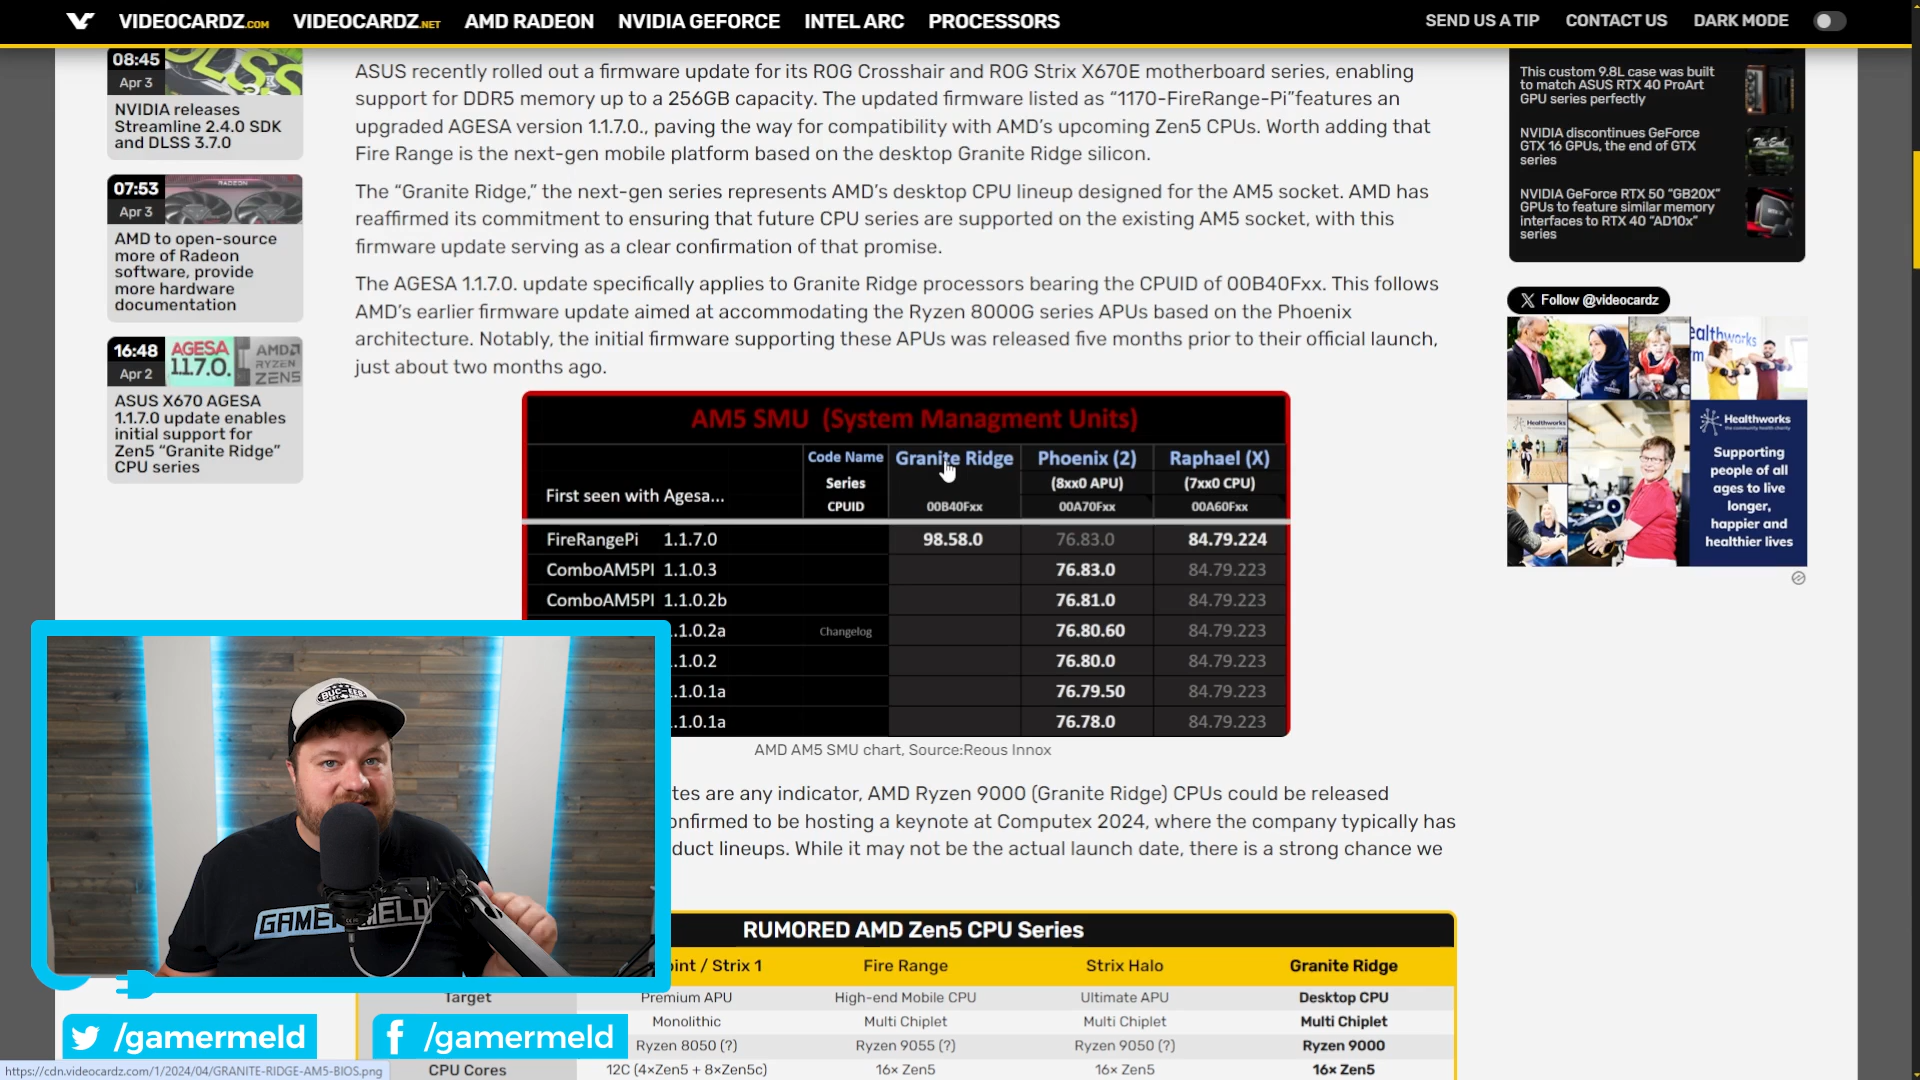 VIDEOCARDZ.COM VIDEOCARDZ.NET AMD RADEON NVIDIA GEFORCE INTEL ARC PROCESSORS SEND US A TIP CONTACT US DARK MODE
08:45
Apr 3
DLSS
NVIDIA releases
Streamline 2.4.0 SDK
and DLSS 3.7.0
07:53
Apr 3
RADEON
AMD to open-source
more of Radeon
software, provide
more hardware
documentation
16:48
Apr 2
AGESA
1.1.7.0.
AMD
RYZEN
ZEN5
ASUS X670 AGESA
1.1.7.0 update enables
initial support for
Zen5 “Granite Ridge”
CPU series
ASUS recently rolled out a firmware update for its ROG Crosshair and ROG Strix X670E motherboard series, enabling
support for DDR5 memory up to a 256GB capacity. The updated firmware listed as “1170-FireRange-Pi”features an
upgraded AGESA version 1.1.7.0., paving the way for compatibility with AMD’s upcoming Zen5 CPUs. Worth adding that
Fire Range is the next-gen mobile platform based on the desktop Granite Ridge silicon.
The “Granite Ridge,” the next-gen series represents AMD’s desktop CPU lineup designed for the AM5 socket. AMD has
reaffirmed its commitment to ensuring that future CPU series are supported on the existing AM5 socket, with this
firmware update serving as a clear confirmation of that promise.
The AGESA 1.1.7.0. update specifically applies to Granite Ridge processors bearing the CPUID of 00B40Fxx. This follows
AMD’s earlier firmware update aimed at accommodating the Ryzen 8000G series APUs based on the Phoenix
architecture. Notably, the initial firmware supporting these APUs was released five months prior to their official launch,
just about two months ago.
AM5 SMU (System Managment Units)
Code Name Granite Ridge Phoenix (2) Raphael (X)
Series (8xx0 APU) (7xx0 CPU)
First seen with Agesa...
CPUID 00B40Fxx 00A70Fxx 00A60Fxx
FireRangePi 1.1.7.0 98.58.0 76.83.0 84.79.224
ComboAM5PI 1.1.0.3 76.83.0 84.79.223
ComboAM5PI 1.1.0.2b 76.81.0 84.79.223
.1.0.2a Changelog 76.80.60 84.79.223
.1.0.2 76.80.0 84.79.223
.1.0.1a 76.79.50 84.79.223
.1.0.1a 76.78.0 84.79.223
AMD AM5 SMU chart, Source:Reous Innox
tes are any indicator, AMD Ryzen 9000 (Granite Ridge) CPUs could be released
onfirmed to be hosting a keynote at Computex 2024, where the company typically has
duct lineups. While it may not be the actual launch date, there is a strong chance we
RUMORED AMD Zen5 CPU Series
oint / Strix 1 Fire Range Strix Halo Granite Ridge
Target Premium APU High-end Mobile CPU Ultimate APU Desktop CPU
Monolithic Multi Chiplet Multi Chiplet Multi Chiplet
Ryzen 8050 (?) Ryzen 9055 (?) Ryzen 9050 (?) Ryzen 9000
CPU Cores 12C (4×Zen5 + 8×Zen5c) 16× Zen5 16× Zen5 16× Zen5
This custom 9.8L case was built
to match ASUS RTX 40 ProArt
GPU series perfectly
NVIDIA discontinues GeForce
GTX 16 GPUs, the end of GTX
series
The End
NVIDIA GeForce RTX 50 “GB20X”
GPUs to feature similar memory
interfaces to RTX 40 “AD10x”
series
Follow @videocardz
Healthworks
Supporting
people of all
ages to live
longer,
happier and
healthier lives
BUC-EE'S
GAMERMELD
/gamermeld
/gamermeld
https://cdn.videocardz.com/1/2024/04/GRANITE-RIDGE-AM5-BIOS.png